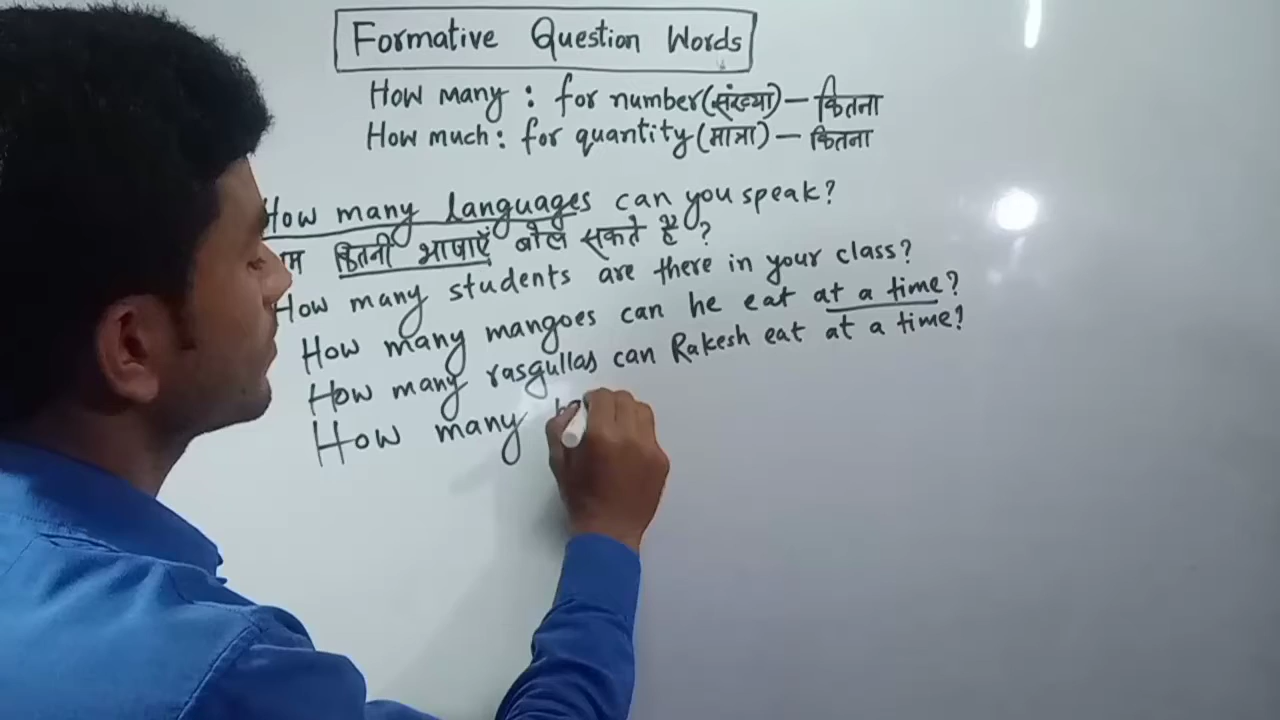 Formative Question Words
How many : for number(संख्या) – कितना
How much : for quantity(मात्रा) – कितना
How many languages can you speak?
कितनी भाषाएँ बोल सकते हैं ?
How many students are there in your class?
How many mangoes can he eat at a time?
How many rasgullas can Rakesh eat at a time?
How many